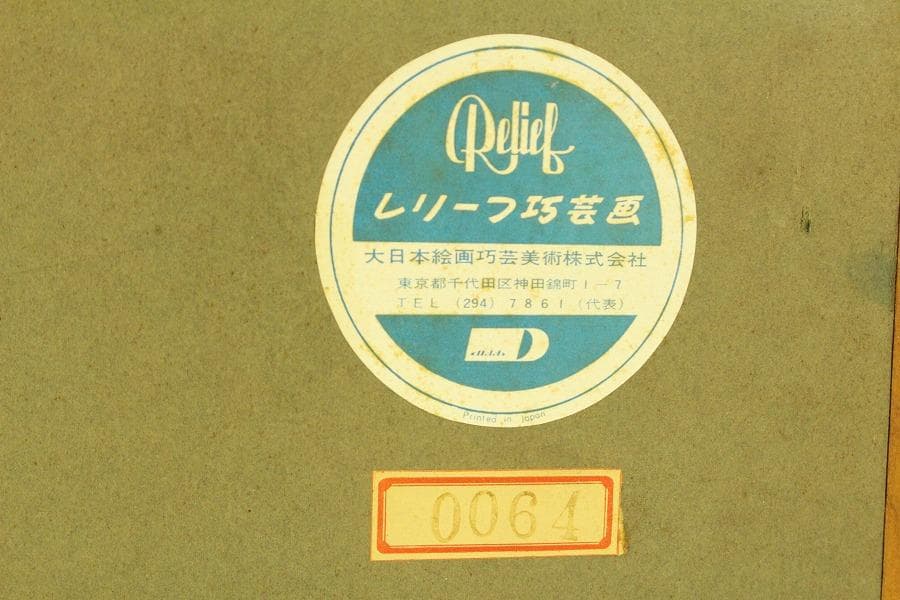 Relief
レリーフ巧芸画
大日本絵画巧芸美術株式会社
東京都千代田区神田錦町1-7
TEL (294) 7861 (代表)
Printed in Japan
0064